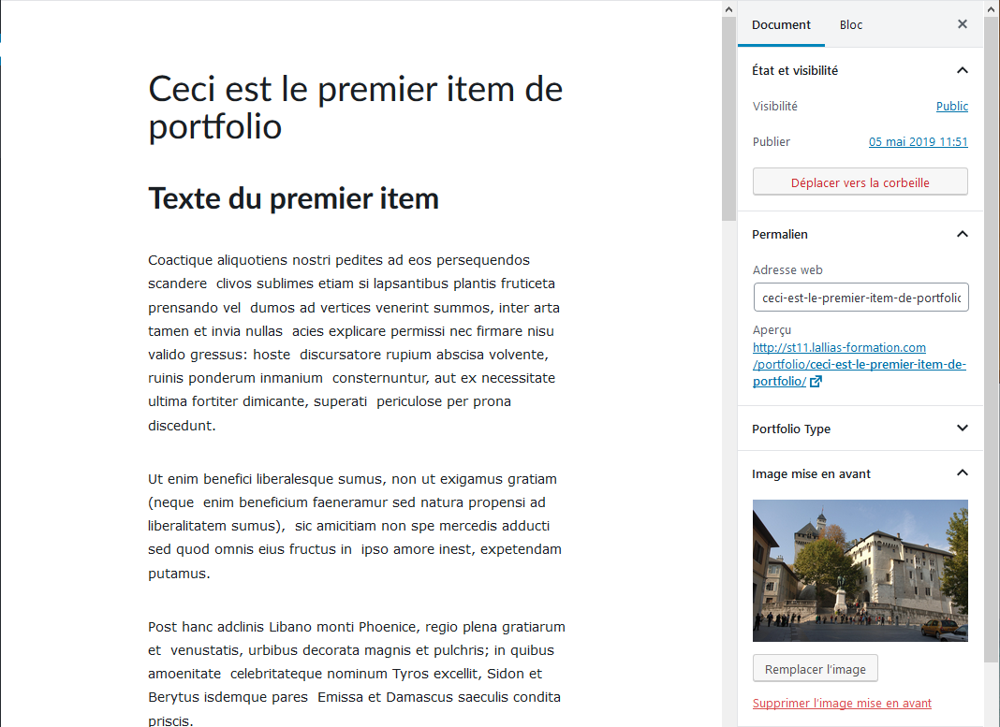 Ceci est le premier item de
portfolio
Texte du premier item
Coactique aliquotiens nostri pedites ad eos persequendos
scandere  clivos sublimes etiam si lapsantibus plantis fruticeta
prensando vel  dumos ad vertices venerint summos, inter arta
tamen et invia nullas  acies explicare permissi nec firmare nisu
valido gressus: hoste  discursatore rupium abscisa volvente,
ruinis ponderum inmanium  consternuntur, aut ex necessitate
ultima fortiter dimicante, superati  periculose per prona
discedunt.
Ut enim benefici liberalesque sumus, non ut exigamus gratiam
(neque  enim beneficium faeneramur sed natura propensi ad
liberalitatem sumus),  sic amicitiam non spe mercedis adducti
sed quod omnis eius fructus in  ipso amore inest, expetendam
putamus.
Post hanc adclinis Libano monti Phoenice, regio plena gratiarum
et  venustatis, urbibus decorata magnis et pulchris; in quibus
amoenitate  celebritateque nominum Tyros excellit, Sidon et
Berytus isdemque pares  Emissa et Damascus saeculis condita
priscis.
Document
Bloc
État et visibilité
Visibilité
Public
Publier
05 mai 2019 11:51
Déplacer vers la corbeille
Permalien
Adresse web
ceci-est-le-premier-item-de-portfolio
Aperçu
http://st11.lallias-formation.com
/portfolio/ceci-est-le-premier-item-de-
portfolio/
Portfolio Type
Image mise en avant
Remplacer l'image
Supprimer l'image mise en avant